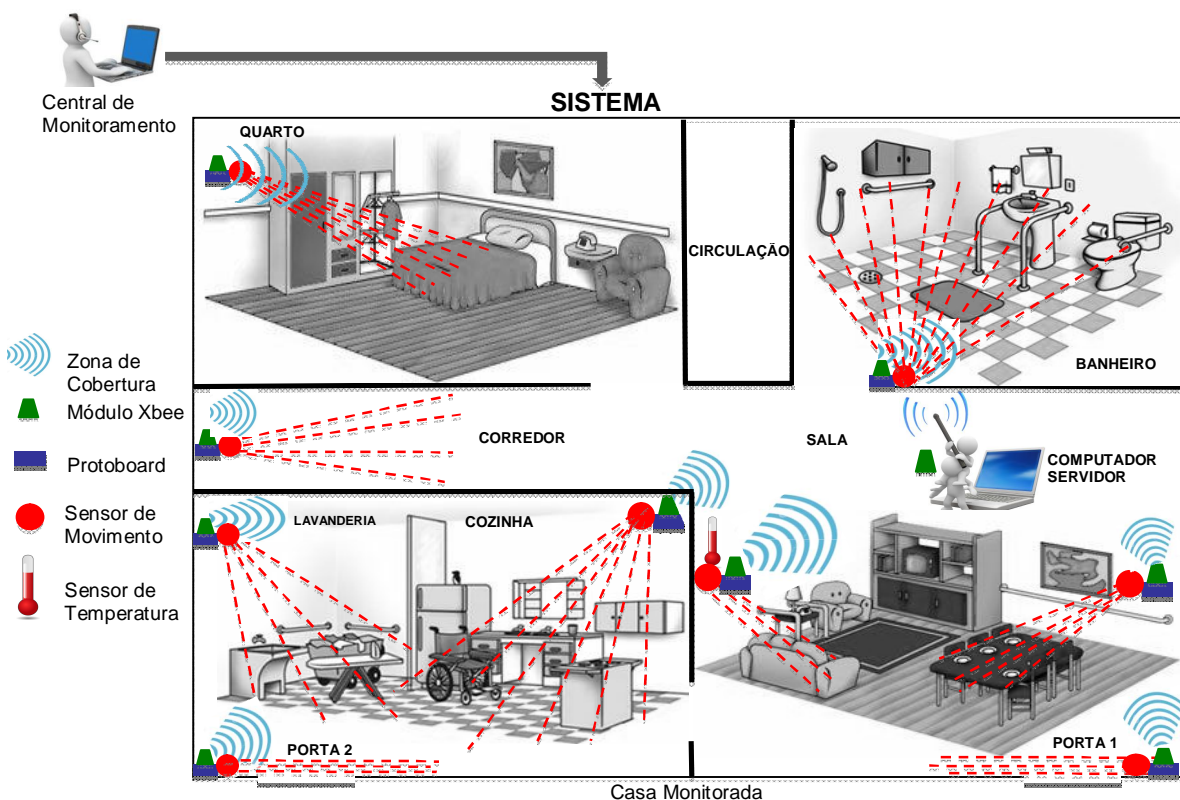 Central de
Monitoramento
SISTEMA
QUARTO
CIRCULAÇÃO
BANHEIRO
Zona de
Cobertura
Módulo Xbee
Protoboard
Sensor de
Movimento
Sensor de
Temperatura
CORREDOR
SALA
COMPUTADOR
SERVIDOR
LAVANDERIA
COZINHA
PORTA 2
PORTA 1
Casa Monitorada